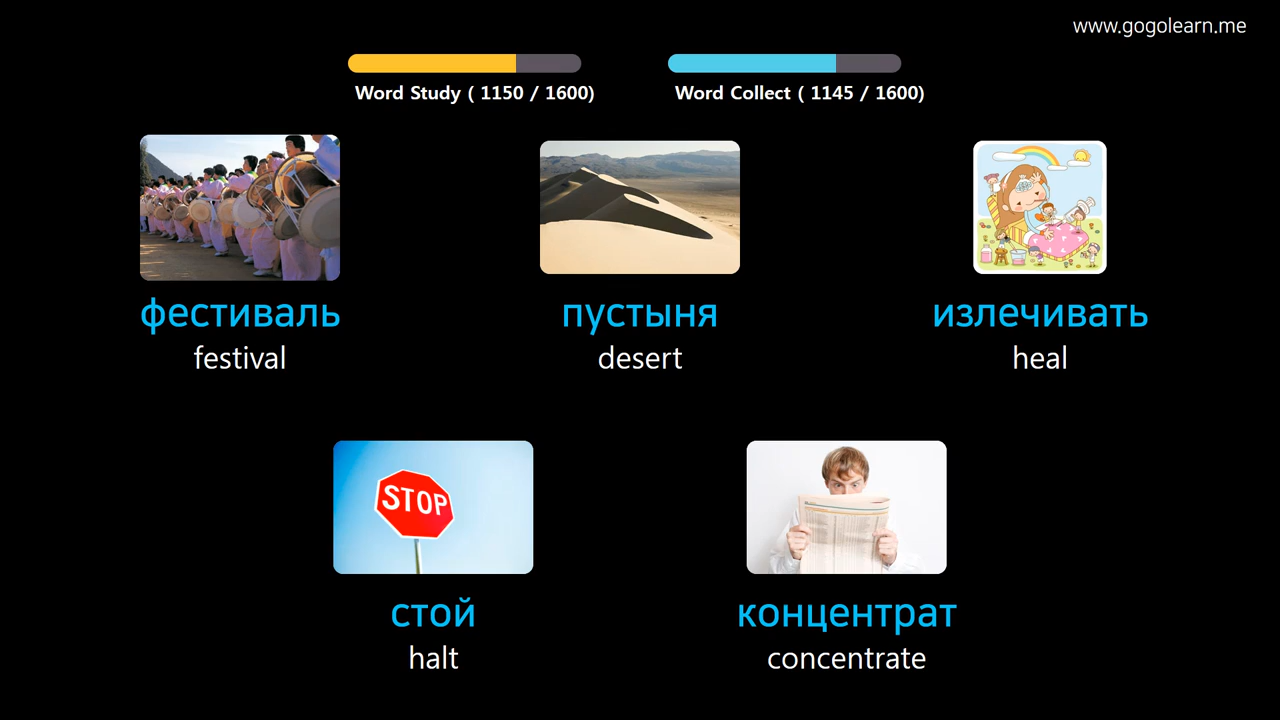 www.gogolearn.me
Word Study ( 1150 / 1600)
Word Collect ( 1145 / 1600)
фестиваль
festival
пустыня
desert
излечивать
heal
STOP
стой
halt
концентрат
concentrate